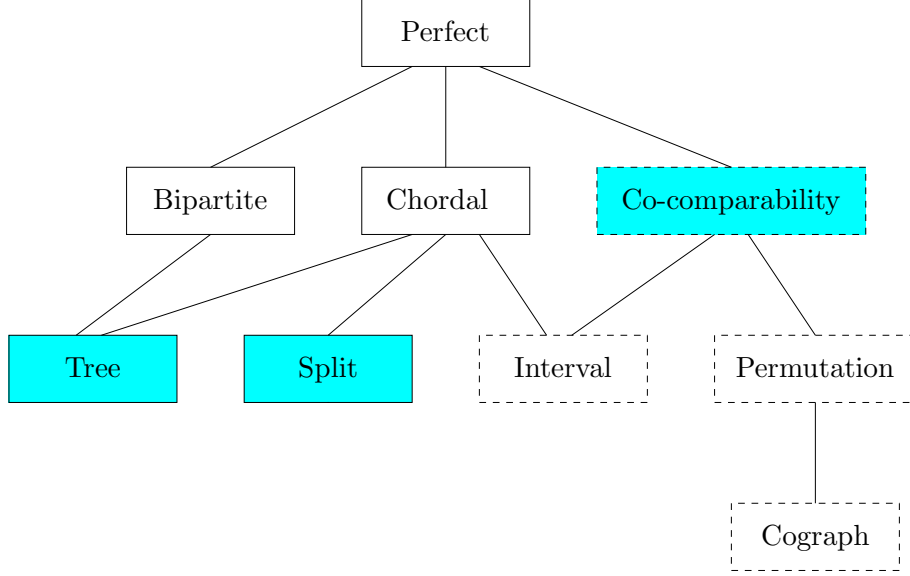 Perfect
Bipartite
Chordal
Co-comparability
Tree
Split
Interval
Permutation
Cograph